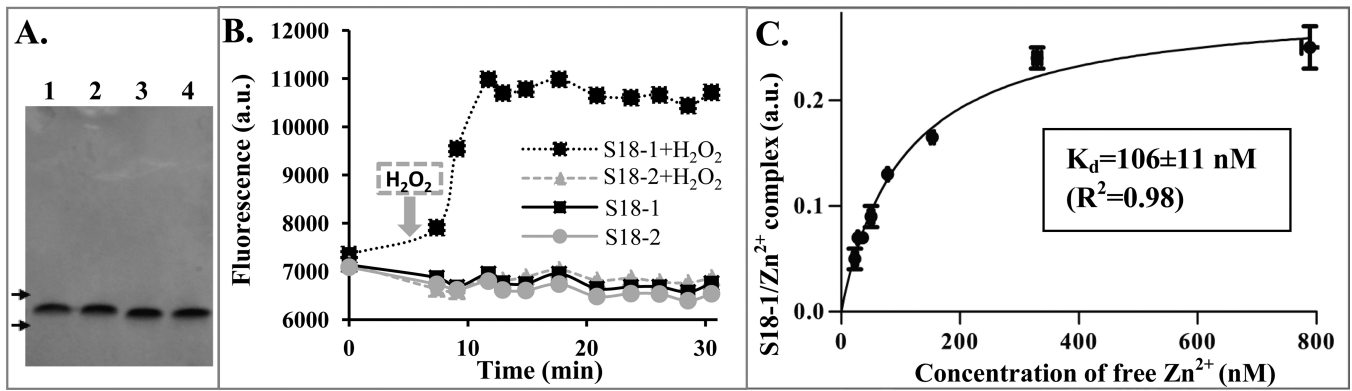 A.
1 2 3 4
B.
Fluorescence (a.u.)
12000
11000
10000
9000
8000
7000
6000
H₂O₂
S18-1+H₂O₂
S18-2+H₂O₂
S18-1
S18-2
0 10 20 30
Time (min)
C.
S18-1/Zn²⁺ complex (a.u.)
0.2
0.1
0.0
K_d=106±11 nM
(R²=0.98)
0 200 400 600 800
Concentration of free Zn²⁺ (nM)